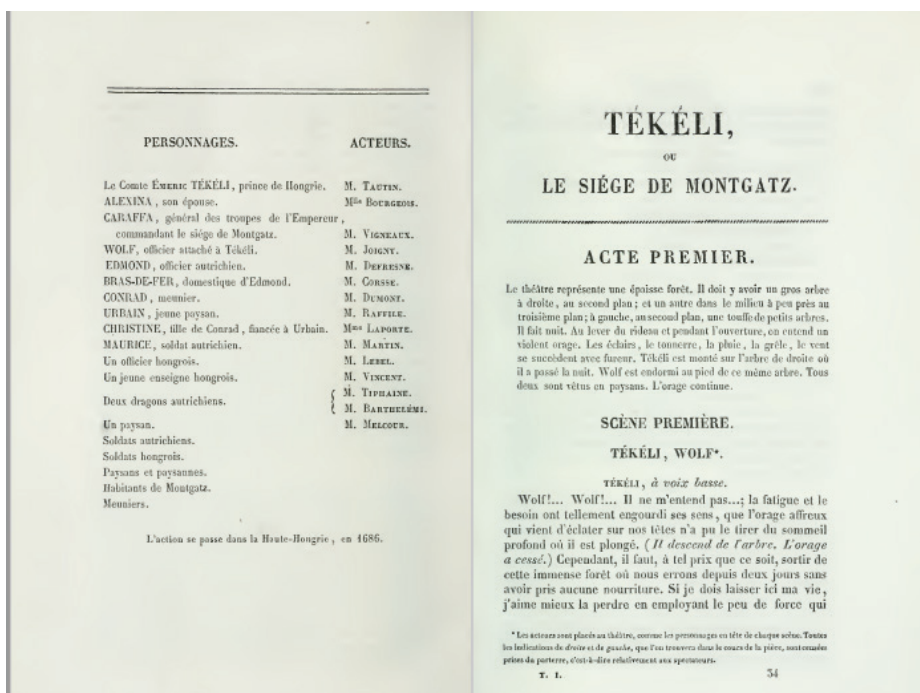 PERSONNAGES. ACTEURS.
Le Comte ÉMERIC TÉKÉLI, prince de Hongrie. M. TAUTIN.
ALEXINA, son épouse. Mlle BOURGEOIS.
CARAFFA, général des troupes de l'Empereur,
commandant le siége de Montgatz. M. VIGNEAUX.
WOLF, officier attaché à Tékéli. M. JOIGNY.
EDMOND, officier autrichien. M. DEFRESNE.
BRAS-DE-FER, domestique d'Edmond. M. CORSSE.
CONRAD, meunier. M. DUMONT.
URBAIN, jeune paysan. M. RAFFILE.
CHRISTINE, fille de Conrad, fiancée à Urbain. Mme LAPORTE.
MAURICE, soldat autrichien. M. MARTIN.
Un officier hongrois. M. LEBEL.
Un jeune enseigne hongrois. M. VINCENT.
Deux dragons autrichiens. { M. TIPHAINE.
M. BARTHELÉMI.
Un paysan. M. MELCOUR.
Soldats autrichiens.
Soldats hongrois.
Paysans et paysannes.
Habitants de Montgatz.
Meuniers.
L'action se passe dans la Haute-Hongrie, en 1686.
TÉKÉLI,
OU
LE SIÉGE DE MONTGATZ.
ACTE PREMIER.
Le théâtre représente une épaisse forêt. Il doit y avoir un gros arbre
à droite, au second plan; et un autre dans le milieu à peu près au
troisième plan; à gauche, au second plan, une touffe de petits arbres.
Il fait nuit. Au lever du rideau et pendant l'ouverture, on entend un
violent orage. Les éclairs, le tonnerre, la pluie, la grêle, le vent
se succèdent avec fureur. Tékéli est monté sur l'arbre de droite où
il a passé la nuit. Wolf est endormi au pied de ce même arbre. Tous
deux sont vêtus en paysans. L'orage continue.
SCÈNE PREMIÈRE.
TÉKÉLI, WOLF*.
TÉKÉLI, à voix basse.
Wolf!... Wolf!... Il ne m'entend pas...; la fatigue et le
besoin ont tellement engourdi ses sens, que l'orage affreux
qui vient d'éclater sur nos têtes n'a pu le tirer du sommeil
profond où il est plongé. (Il descend de l'arbre. L'orage
a cessé.) Cependant, il faut, à tel prix que ce soit, sortir de
cette immense forêt où nous errons depuis deux jours sans
avoir pris aucune nourriture. Si je dois laisser ici ma vie,
j'aime mieux la perdre en employant le peu de force qui
* Les acteurs sont placés au théâtre, comme les personnages en tête de chaque scène. Toutes
les indications de droite et de gauche, que l'on trouvera dans le cours de la pièce, sont censées
prises du parterre, c'est-à-dire relativement aux spectateurs.
T. I. 34